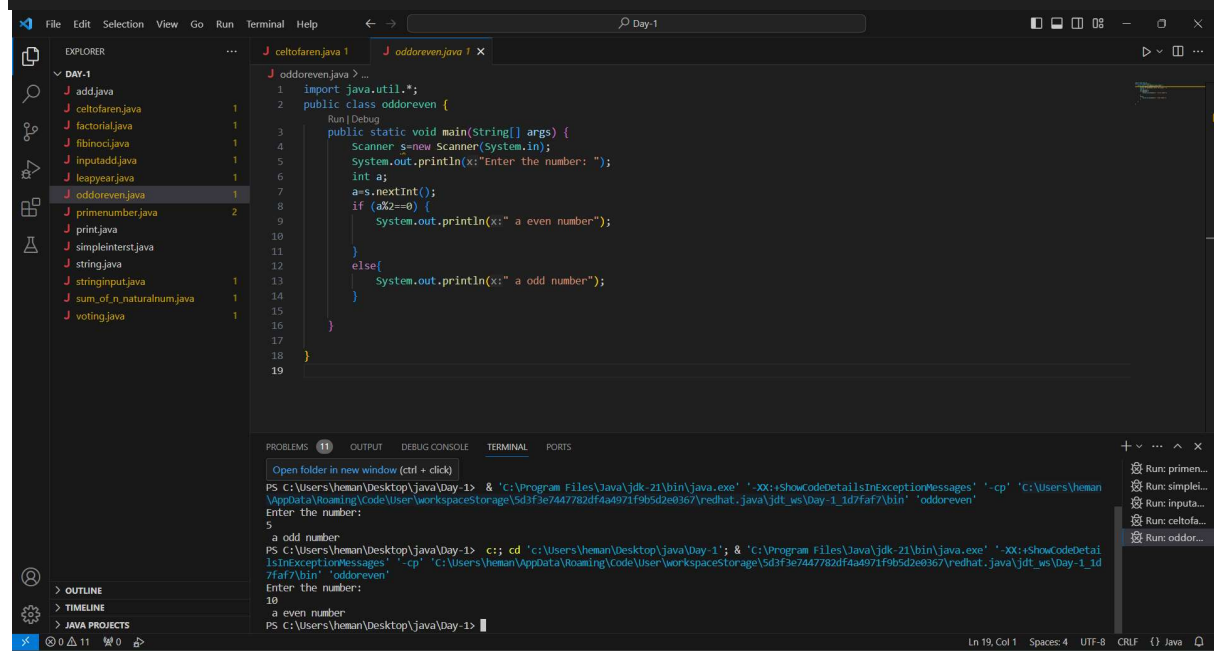 File Edit Selection View Go Run Terminal Help
Day-1
EXPLORER
DAY-1
J add.java
J celtofaren.java 1
J factorial.java 1
J fibinoci.java 1
J inputadd.java 1
J leapyear.java 1
J oddoreven.java 1
J primenumber.java 2
J print.java
J simpleinterst.java
J string.java
J stringinput.java 1
J sum_of_n_naturalnum.java 1
J voting.java 1
OUTLINE
TIMELINE
JAVA PROJECTS
J celtofaren.java 1 J oddoreven.java 1
J oddoreven.java > ...
1 import java.util.*;
2 public class oddoreven {
Run | Debug
3 public static void main(String[] args) {
4 Scanner s=new Scanner(System.in);
5 System.out.println(x:"Enter the number: ");
6 int a;
7 a=s.nextInt();
8 if (a%2==0) {
9 System.out.println(x:" a even number");
10
11 }
12 else{
13 System.out.println(x:" a odd number");
14 }
15
16 }
17
18 }
19
PROBLEMS 11 OUTPUT DEBUG CONSOLE TERMINAL PORTS
Open folder in new window (ctrl + click)
PS C:\Users\heman\Desktop\java\Day-1> & 'C:\Program Files\Java\jdk-21\bin\java.exe' '-XX:+ShowCodeDetailsInExceptionMessages' '-cp' 'C:\Users\heman
\AppData\Roaming\Code\User\workspaceStorage\5d3f3e7447782df4a4971f9b5d2e0367\redhat.java\jdt_ws\Day-1_1d7faf7\bin' 'oddoreven'
Enter the number:
5
a odd number
PS C:\Users\heman\Desktop\java\Day-1> c:; cd 'c:\Users\heman\Desktop\java\Day-1'; & 'C:\Program Files\Java\jdk-21\bin\java.exe' '-XX:+ShowCodeDetai
lsInExceptionMessages' '-cp' 'C:\Users\heman\AppData\Roaming\Code\User\workspaceStorage\5d3f3e7447782df4a4971f9b5d2e0367\redhat.java\jdt_ws\Day-1_1d
7faf7\bin' 'oddoreven'
Enter the number:
10
a even number
PS C:\Users\heman\Desktop\java\Day-1>
Run: primen...
Run: simplei...
Run: inputa...
Run: celtofa...
Run: oddor...
0 11 0
Ln 19, Col 1 Spaces: 4 UTF-8 CRLF {} Java